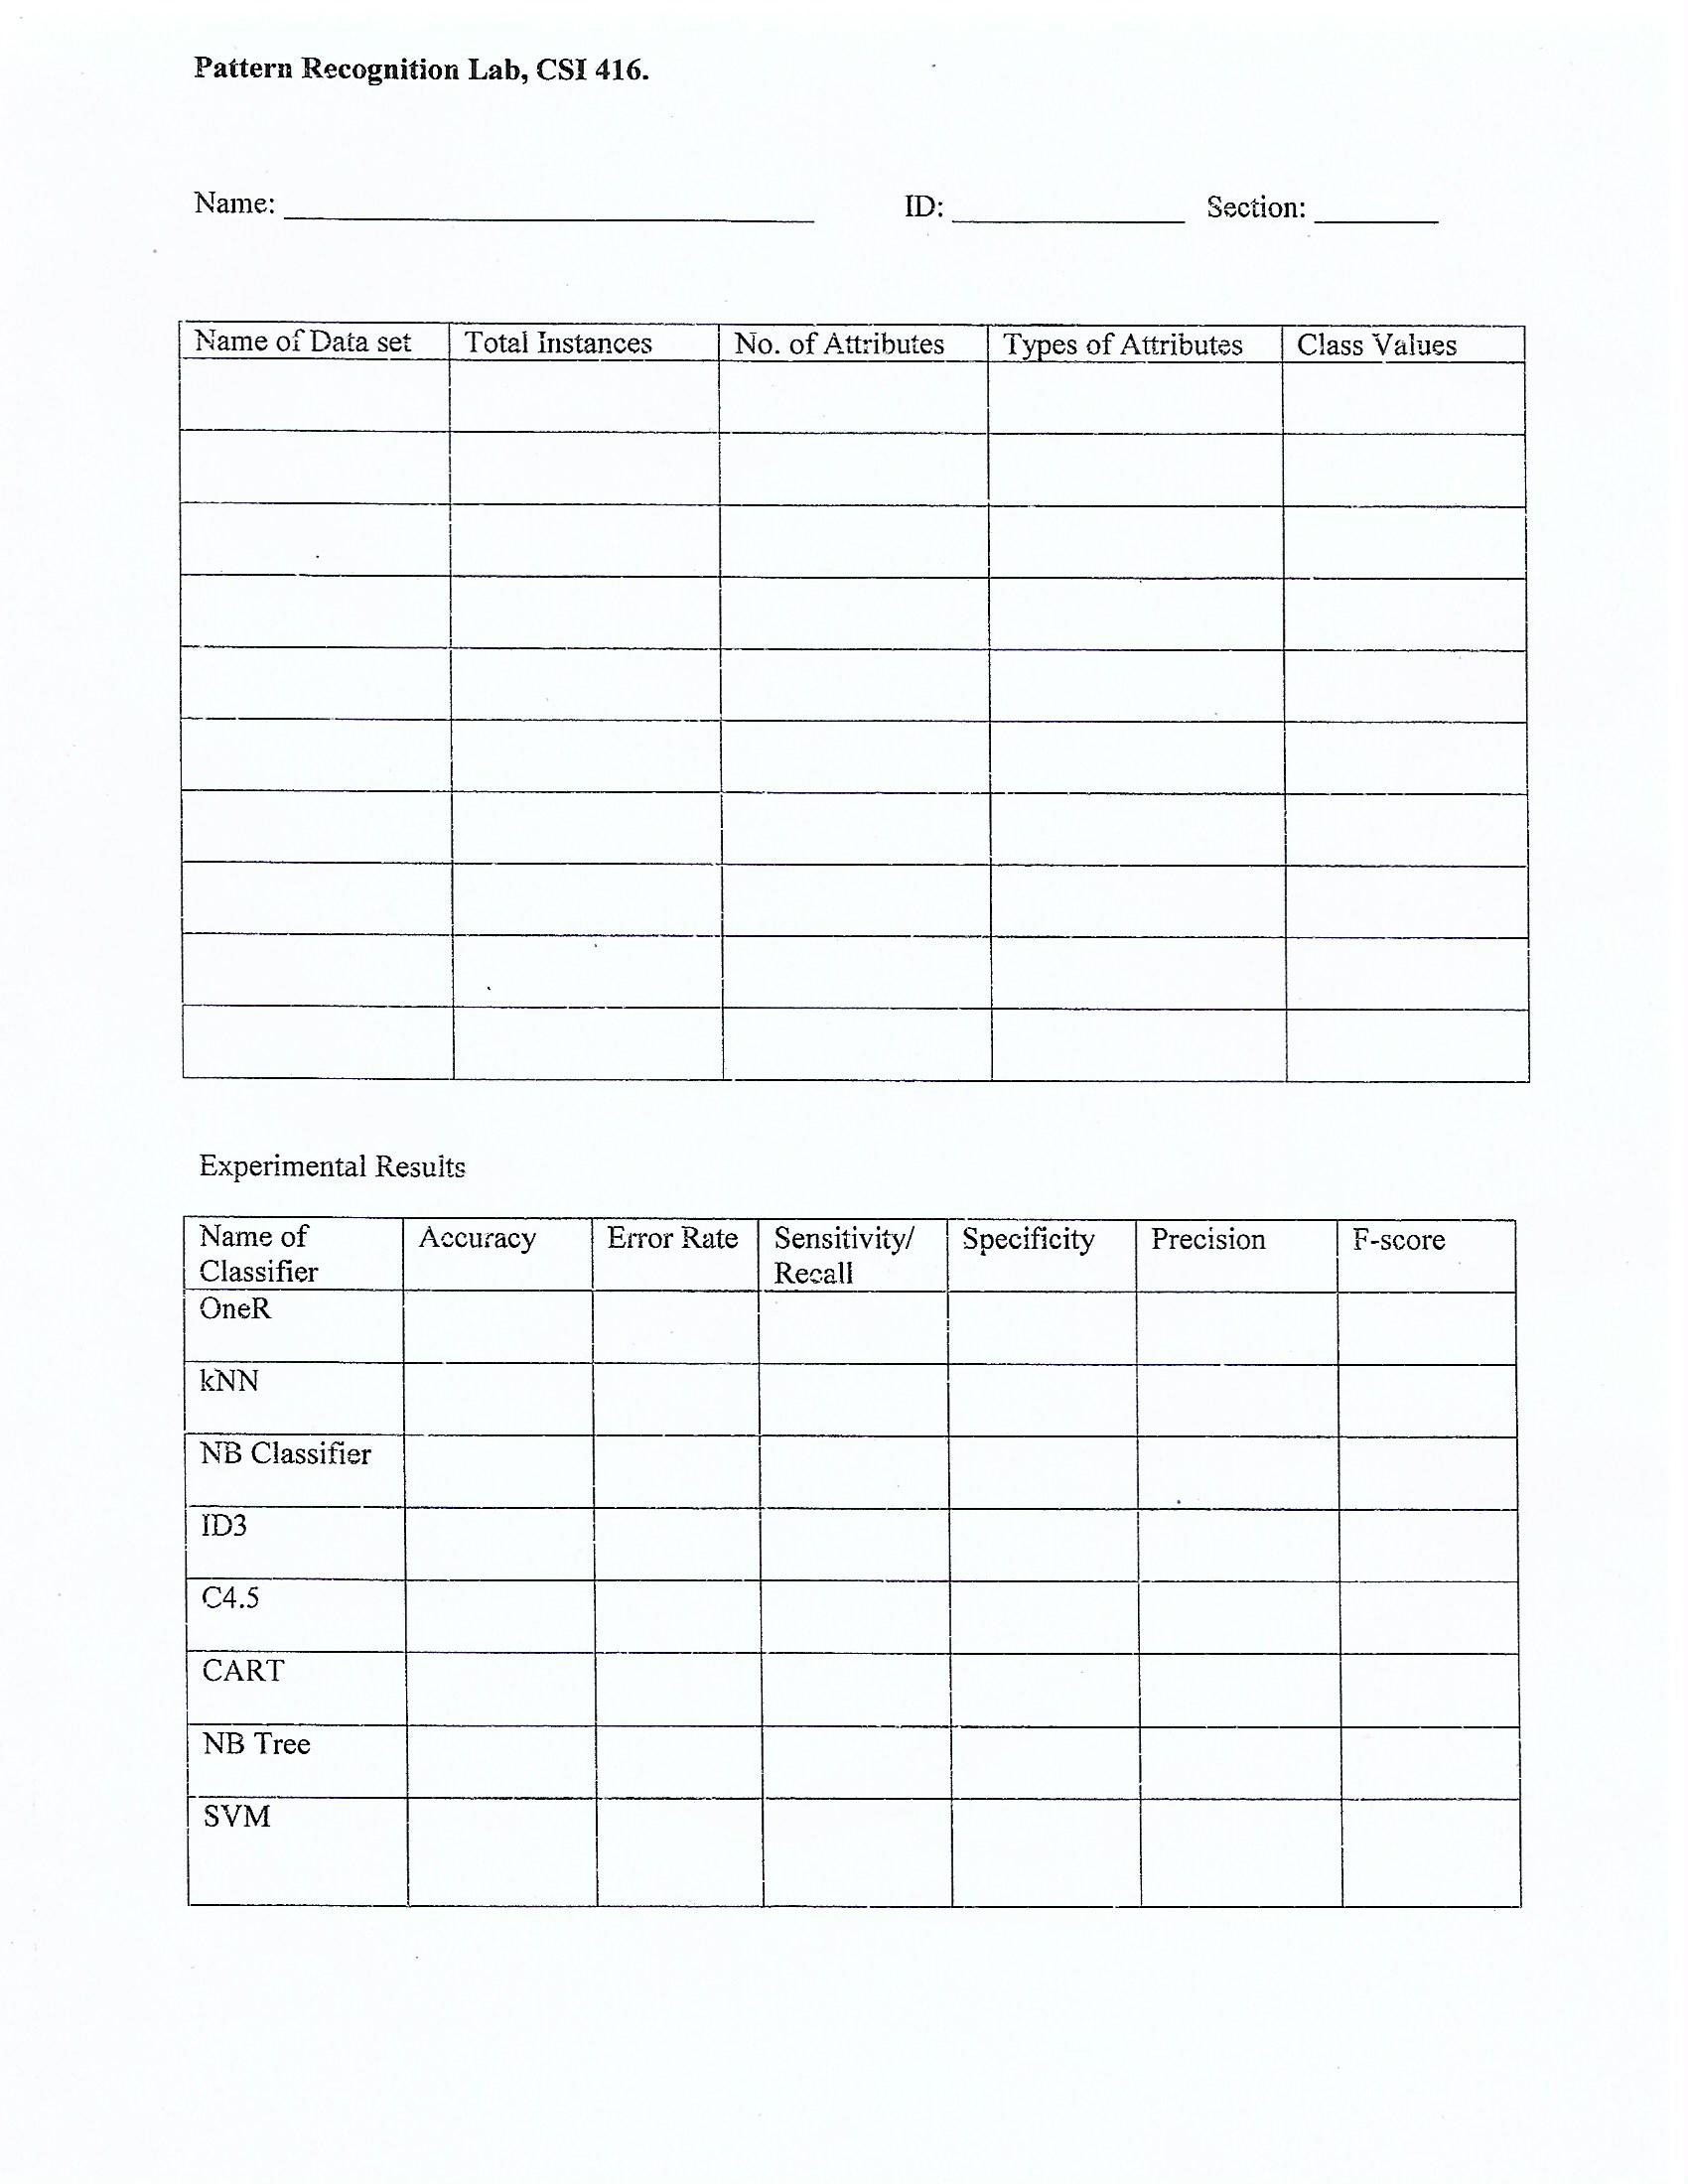 Pattern Recognition Lab, CSI 416.
Name: ____________ ID: ____________ Section: ________
Name of Data set Total Instances No. of Attributes Types of Attributes Class Values
Experimental Results
Name of Classifier Accuracy Error Rate Sensitivity/ Recall Specificity Precision F-score
OneR
kNN
NB Classifier
ID3
C4.5
CART
NB Tree
SVM